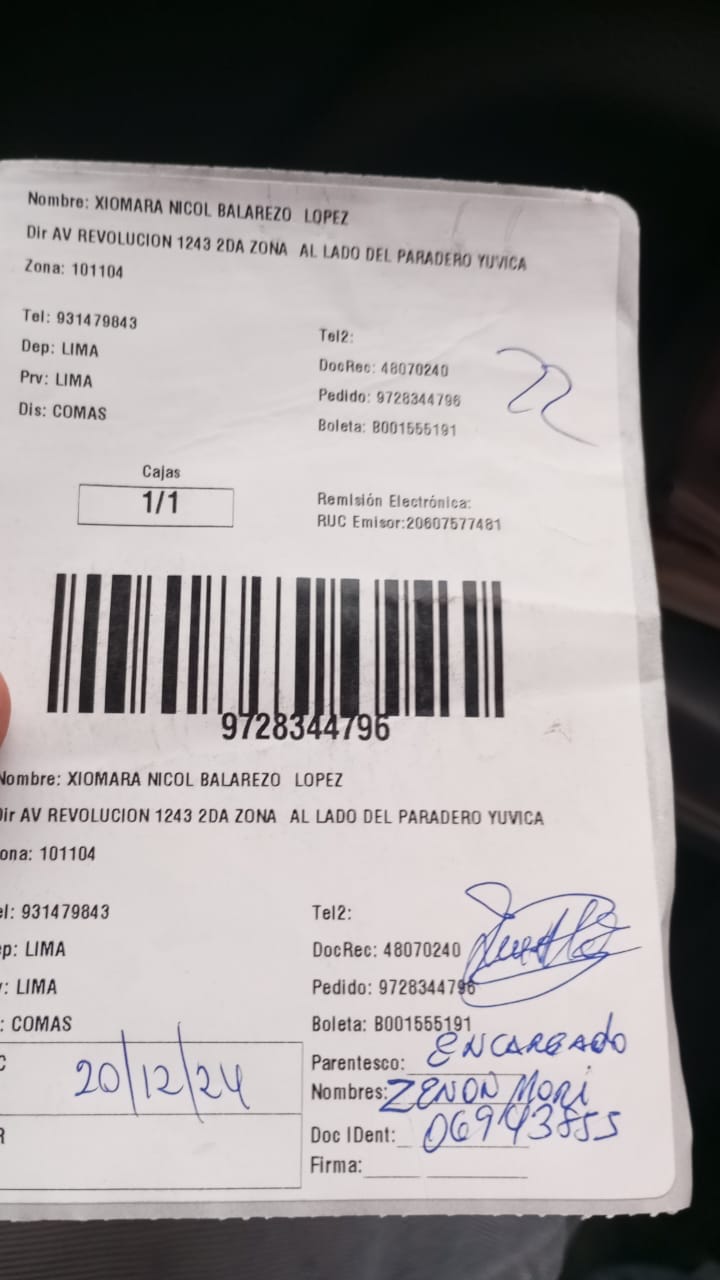 Nombre: XIOMARA NICOL BALAREZO LOPEZ
Dir AV REVOLUCION 1243 2DA ZONA AL LADO DEL PARADERO YUVICA
Zona: 101104
Tel: 931479843
Tel2:
Dep: LIMA
DocRec: 48070240
Prv: LIMA
Pedido: 9728344796
Dis: COMAS
Boleta: B001555191
22
Cajas
1/1
Remisión Electrónica:
RUC Emisor:20607577481
9728344796
Nombre: XIOMARA NICOL BALAREZO LOPEZ
Dir AV REVOLUCION 1243 2DA ZONA AL LADO DEL PARADERO YUVICA
ona: 101104
el: 931479843
Tel2:
ep: LIMA
DocRec: 48070240
: LIMA
Pedido: 9728344796
: COMAS
Boleta: B001555191
20/12/24
Parentesco: ENCARGADO
Nombres: ZENON MORI
Doc IDent: 06943855
R
Firma: